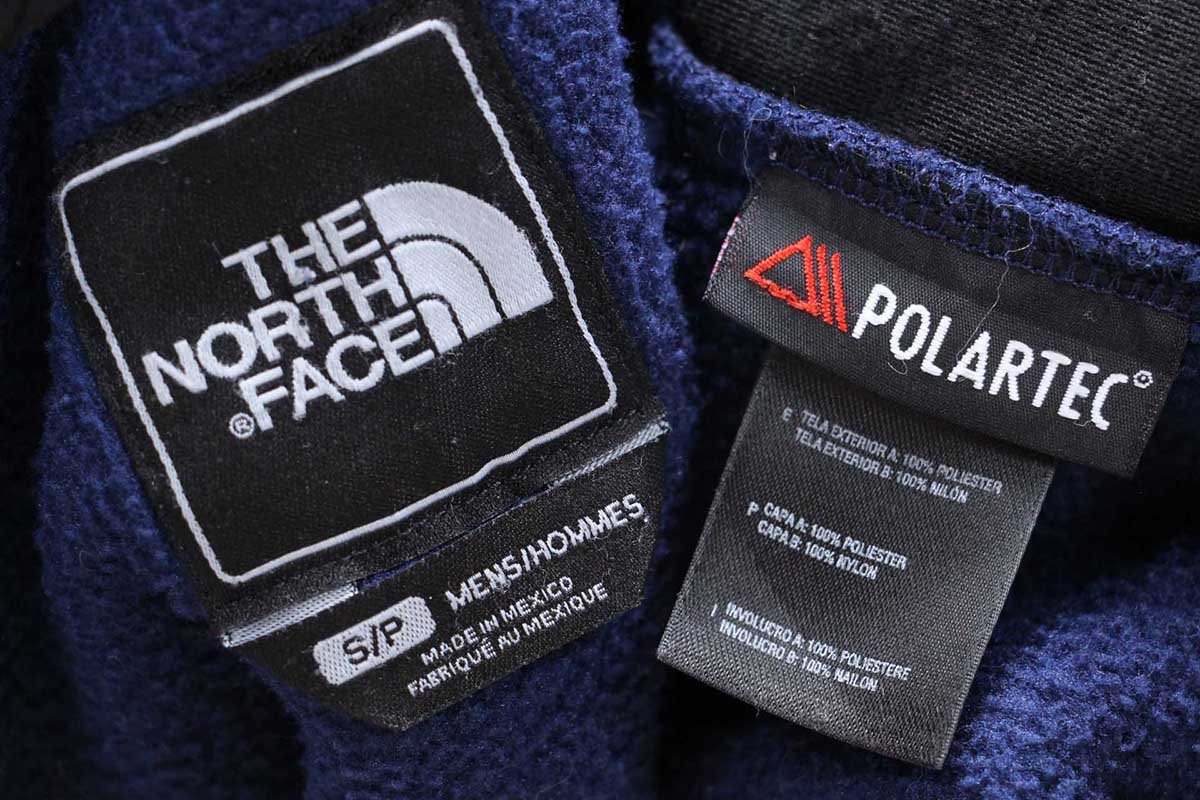 THE
NORTH
® FACE
S/P MENS/HOMMES
MADE IN MEXICO
FABRIQUÉ AU MEXIQUE
POLARTEC®
E TELA EXTERIOR A: 100% POLIESTER
TELA EXTERIOR B: 100% NILÓN
P CAPA A: 100% POLIESTER
CAPA B: 100% NYLON
I INVOLUCRO A: 100% POLIESTERE
INVOLUCRO B: 100% NAILON